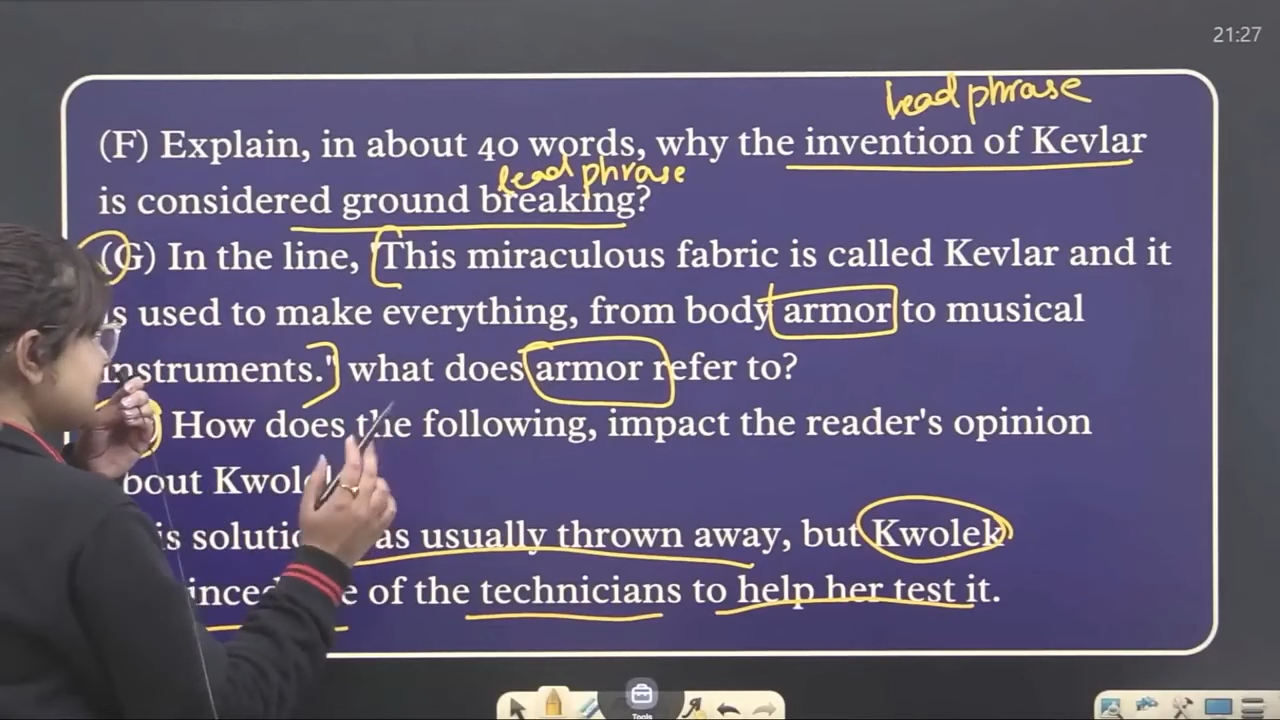 21:27
lead phrase
(F) Explain, in about 40 words, why the invention of Kevlar
lead phrase
is considered ground breaking?
(G) In the line, "This miraculous fabric is called Kevlar and it
s used to make everything, from body armor to musical
instruments." what does armor refer to?
How does the following, impact the reader's opinion
bout Kwol
is soluti as usually thrown away, but Kwolek
inced e of the technicians to help her test it.
Tools